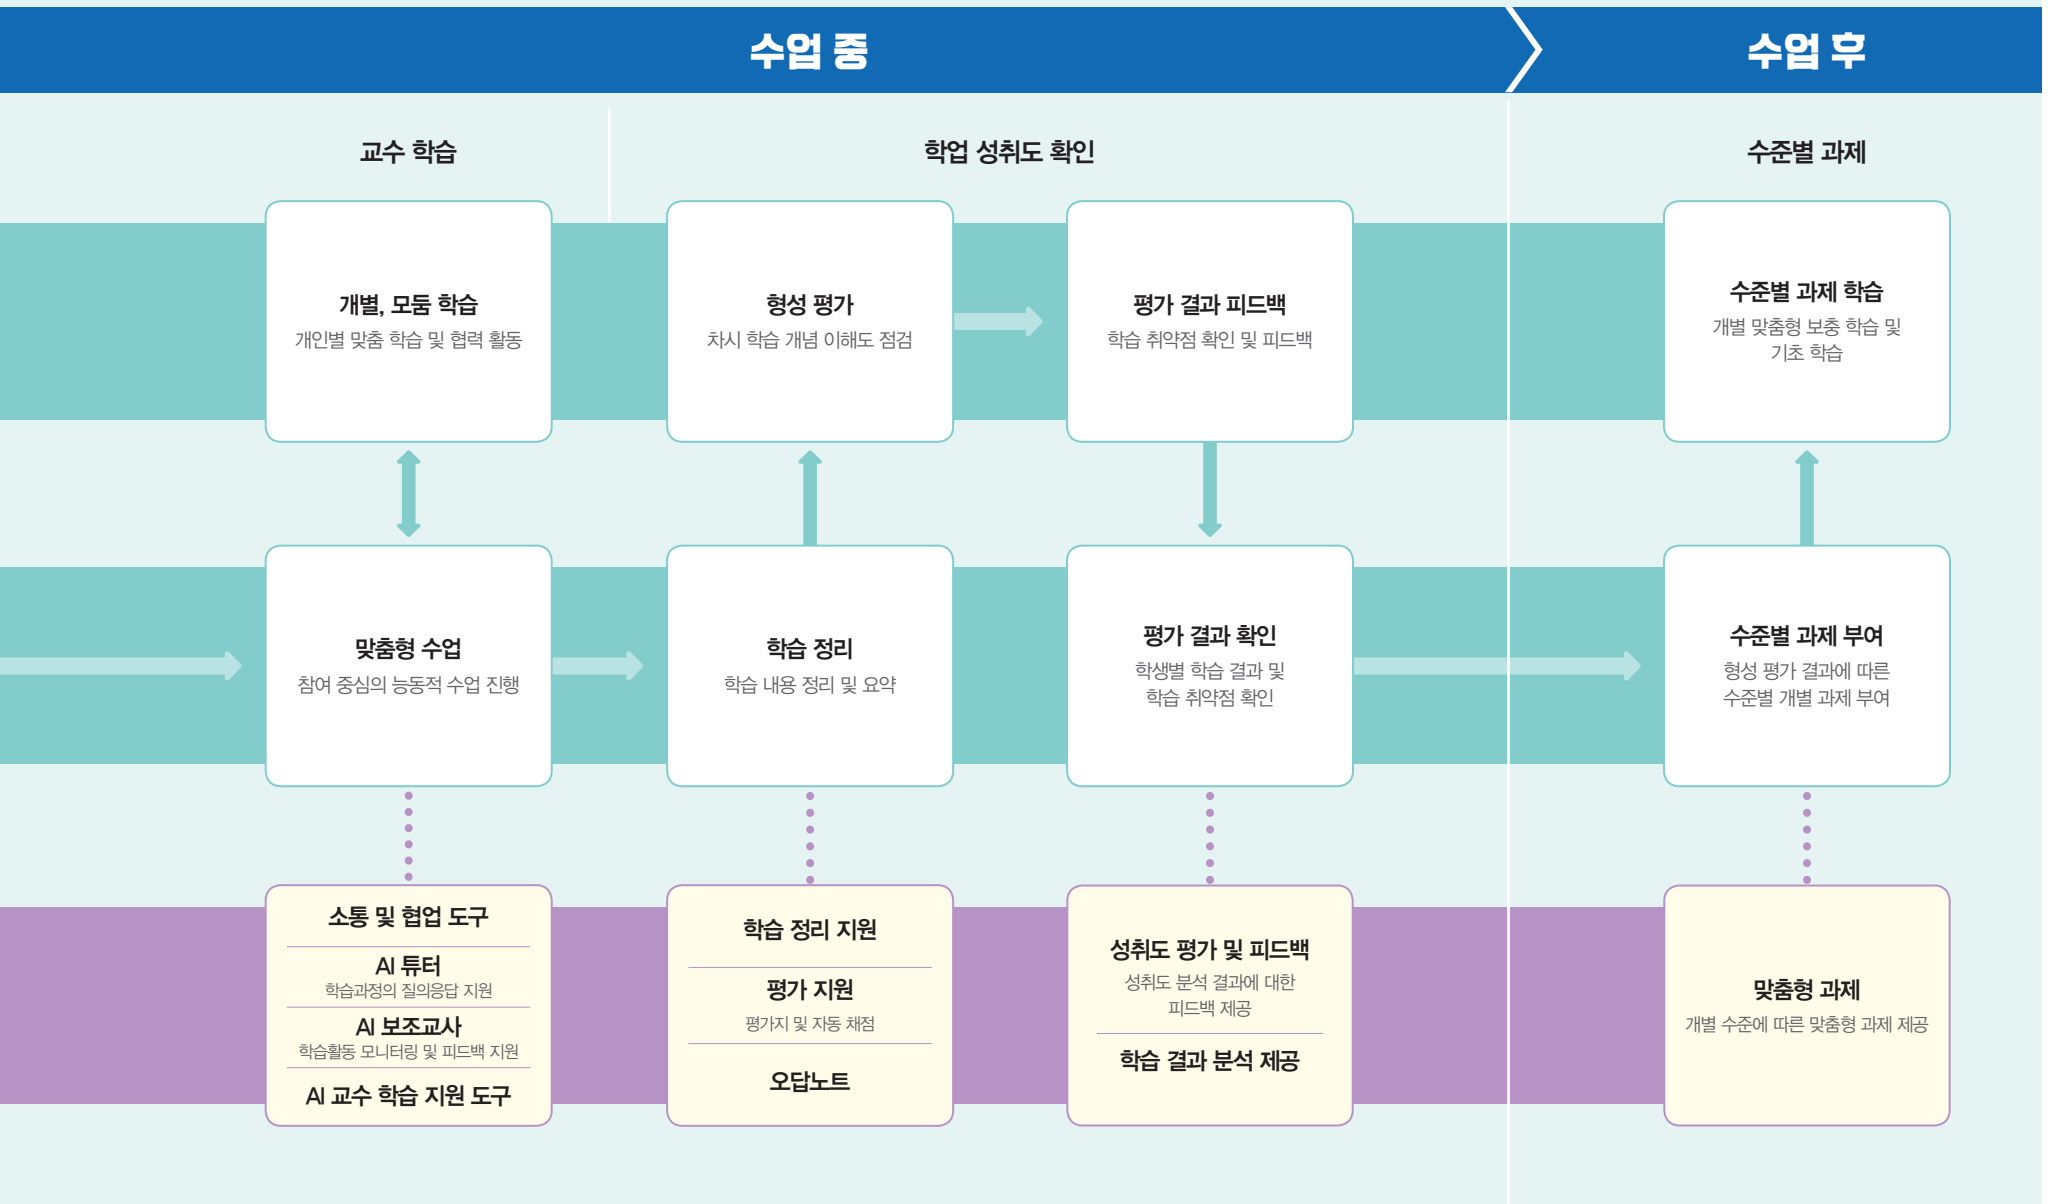 수업 중
수업 후
교수 학습
학업 성취도 확인
수준별 과제
개별, 모둠 학습
개인별 맞춤 학습 및 협력 활동
형성 평가
차시 학습 개념 이해도 점검
평가 결과 피드백
학습 취약점 확인 및 피드백
수준별 과제 학습
개별 맞춤형 보충 학습 및
기초 학습
맞춤형 수업
참여 중심의 능동적 수업 진행
학습 정리
학습 내용 정리 및 요약
평가 결과 확인
학생별 학습 결과 및
학습 취약점 확인
수준별 과제 부여
형성 평가 결과에 따른
수준별 개별 과제 부여
소통 및 협업 도구
AI 튜터
학습과정의 질의응답 지원
AI 보조교사
학습활동 모니터링 및 피드백 지원
AI 교수 학습 지원 도구
학습 정리 지원
평가 지원
평가지 및 자동 채점
오답노트
성취도 평가 및 피드백
성취도 분석 결과에 대한
피드백 제공
학습 결과 분석 제공
맞춤형 과제
개별 수준에 따른 맞춤형 과제 제공